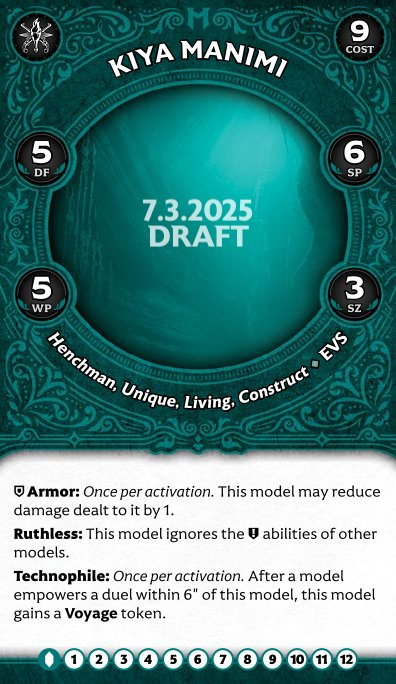 M
KIYA MANIMI
9
COST
5
DF
6
SP
7.3.2025
DRAFT
5
WP
3
SZ
Henchman, Unique, Living, Construct ◆ EVS
Armor: Once per activation. This model may reduce
damage dealt to it by 1.
Ruthless: This model ignores the abilities of other
models.
Technophile: Once per activation. After a model
empowers a duel within 6" of this model, this model
gains a Voyage token.
1 2 3 4 5 6 7 8 9 10 11 12